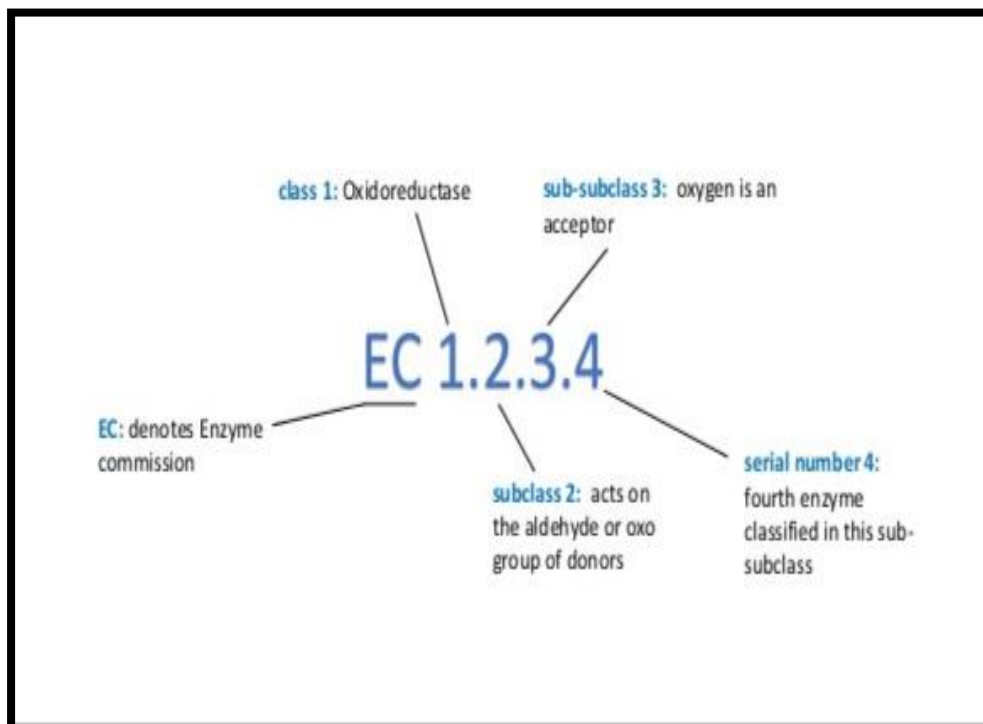 class 1: Oxidoreductase
sub-subclass 3: oxygen is an
acceptor
EC 1.2.3.4
EC: denotes Enzyme
commission
subclass 2: acts on
the aldehyde or oxo
group of donors
serial number 4:
fourth enzyme
classified in this sub-
subclass